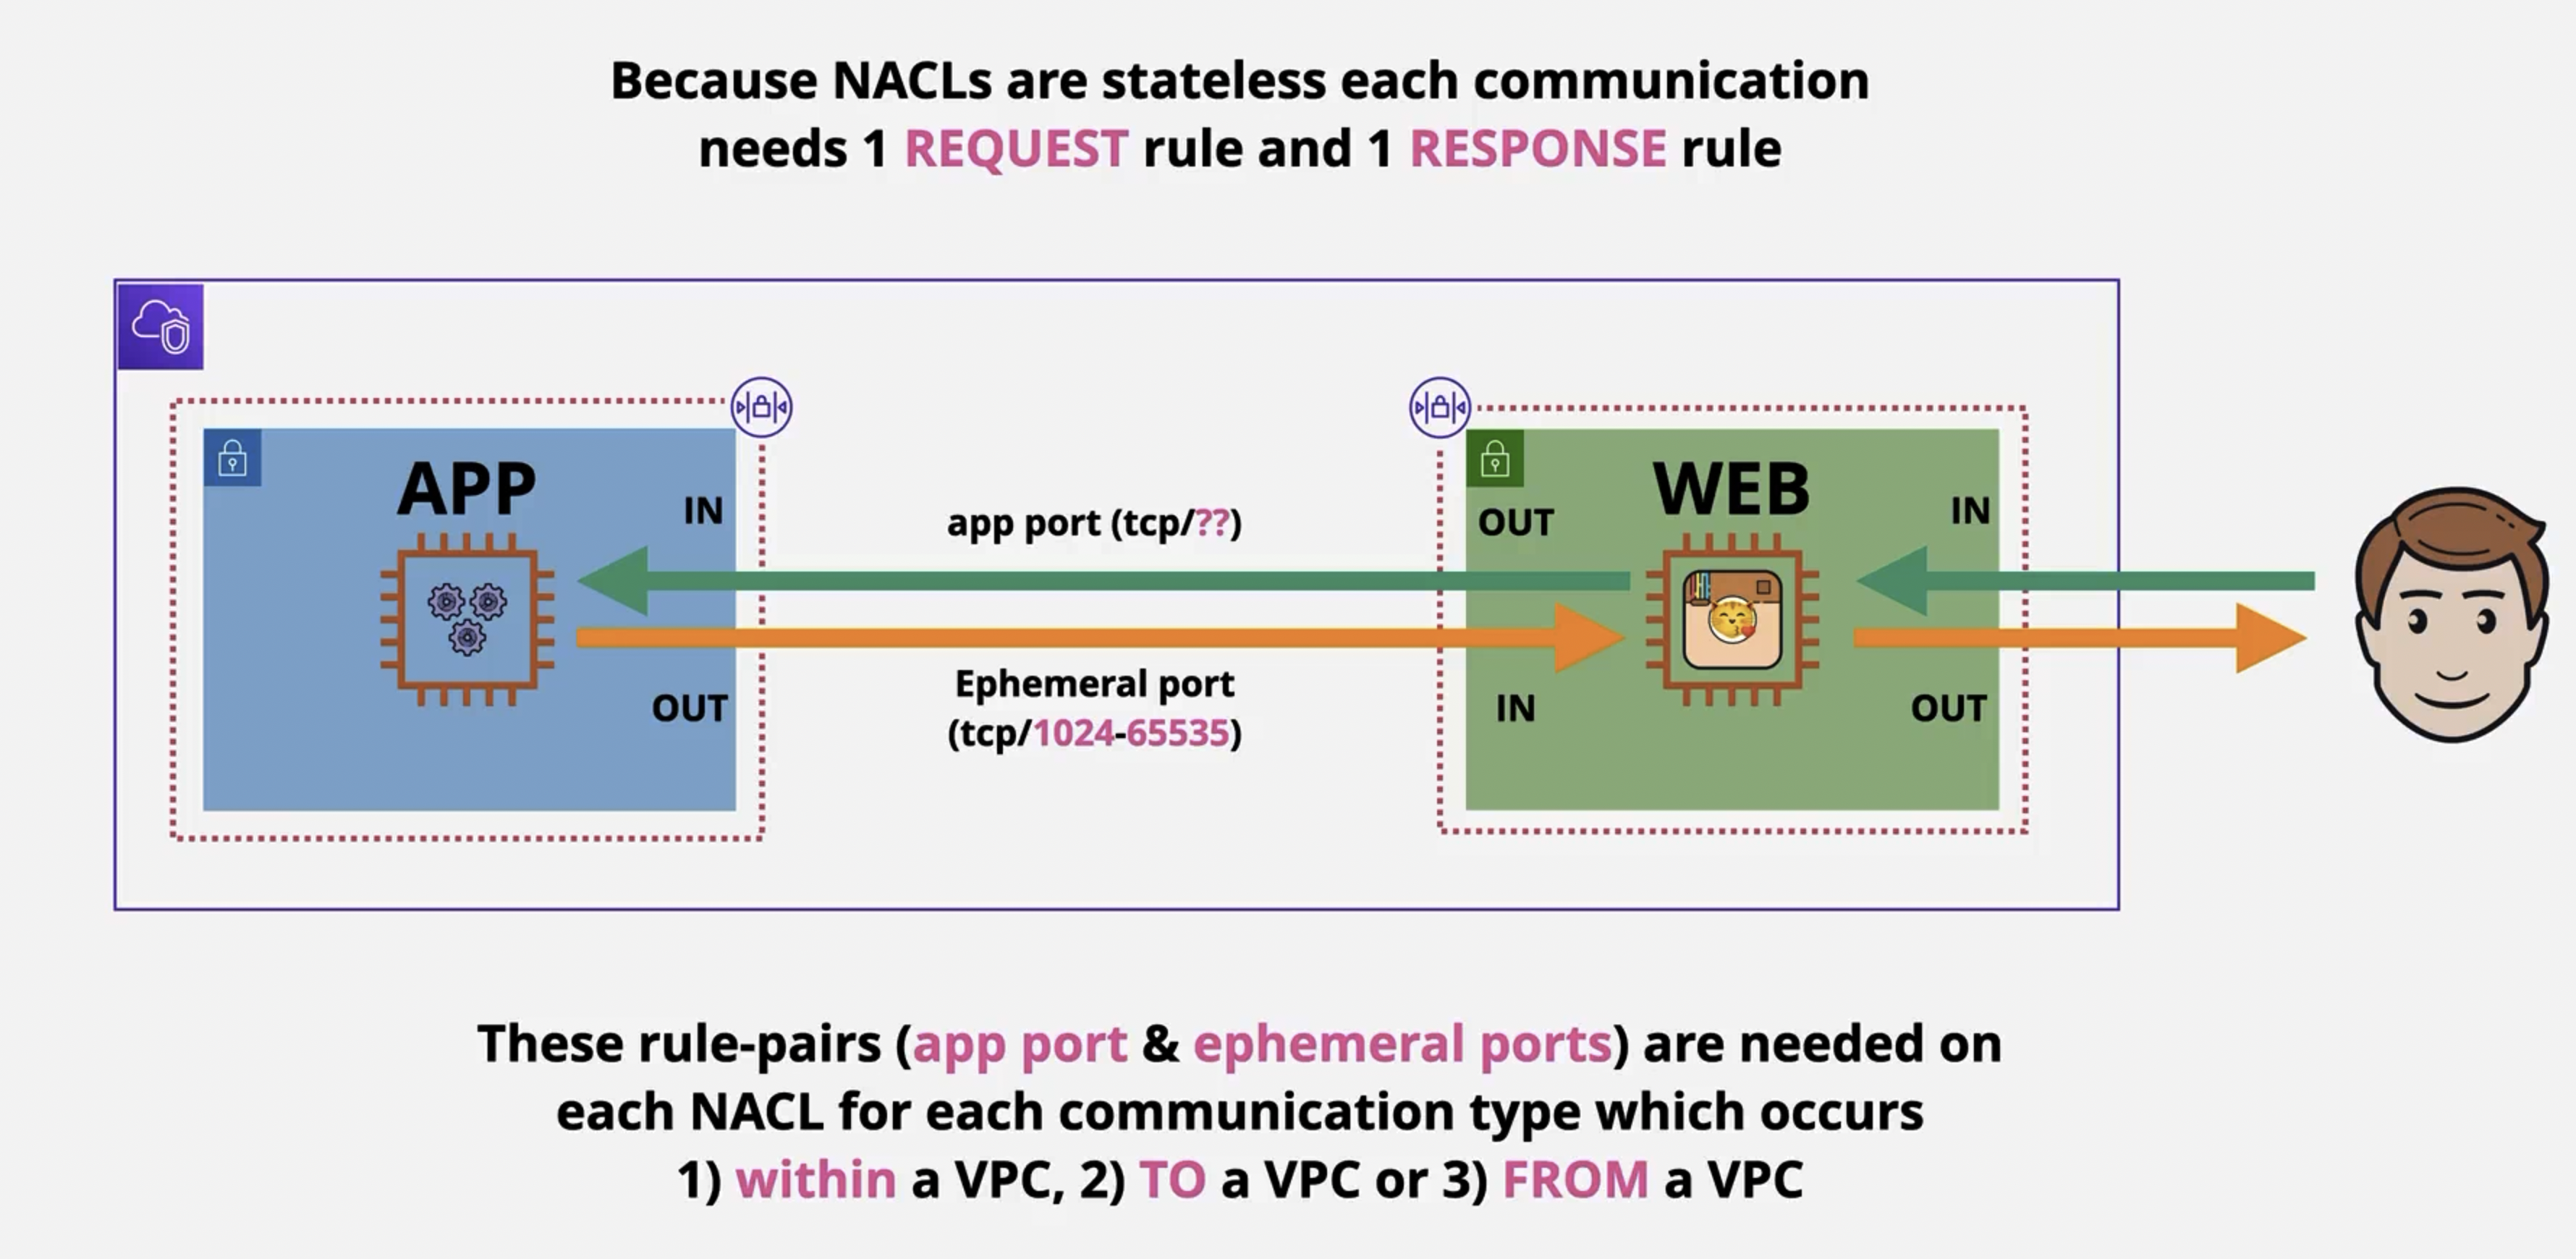 Because NACLs are stateless each communication
needs 1 REQUEST rule and 1 RESPONSE rule
APP
IN
app port (tcp/??)
OUT
WEB
IN
OUT
Ephemeral port
(tcp/1024-65535)
IN
OUT
These rule-pairs (app port & ephemeral ports) are needed on
each NACL for each communication type which occurs
1) within a VPC, 2) TO a VPC or 3) FROM a VPC